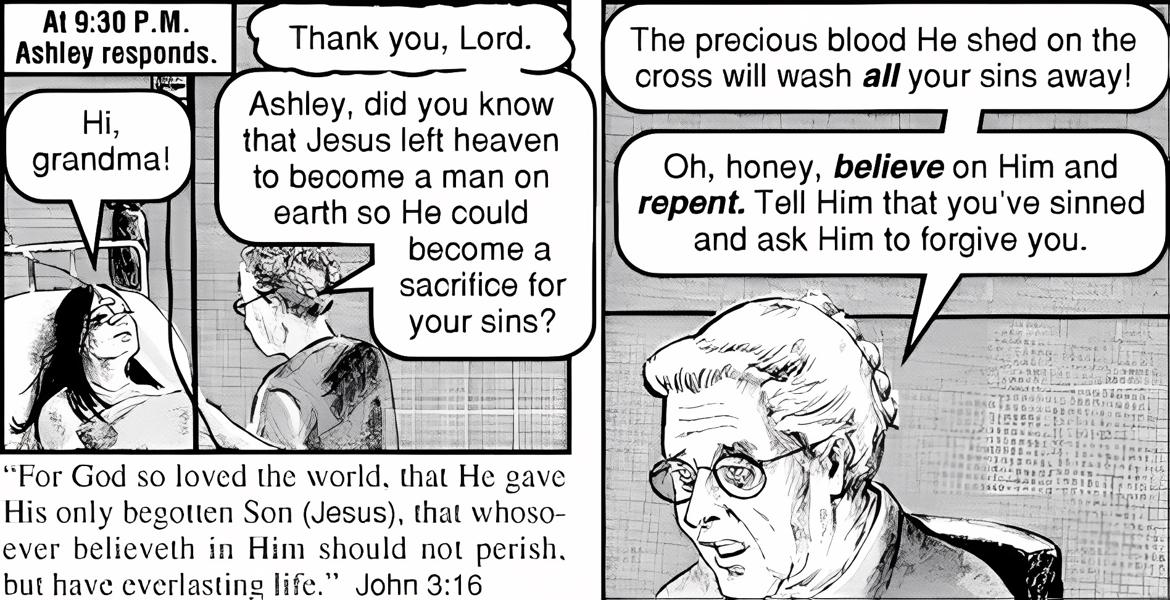 At 9:30 P.M.
Ashley responds.
Hi,
grandma!
Thank you, Lord.
Ashley, did you know
that Jesus left heaven
to become a man on
earth so He could
become a
sacrifice for
your sins?
“For God so loved the world, that He gave
His only begotten Son (Jesus), that whoso-
ever believeth in Him should not perish,
but have everlasting life.” John 3:16
The precious blood He shed on the
cross will wash all your sins away!
Oh, honey, believe on Him and
repent. Tell Him that you've sinned
and ask Him to forgive you.